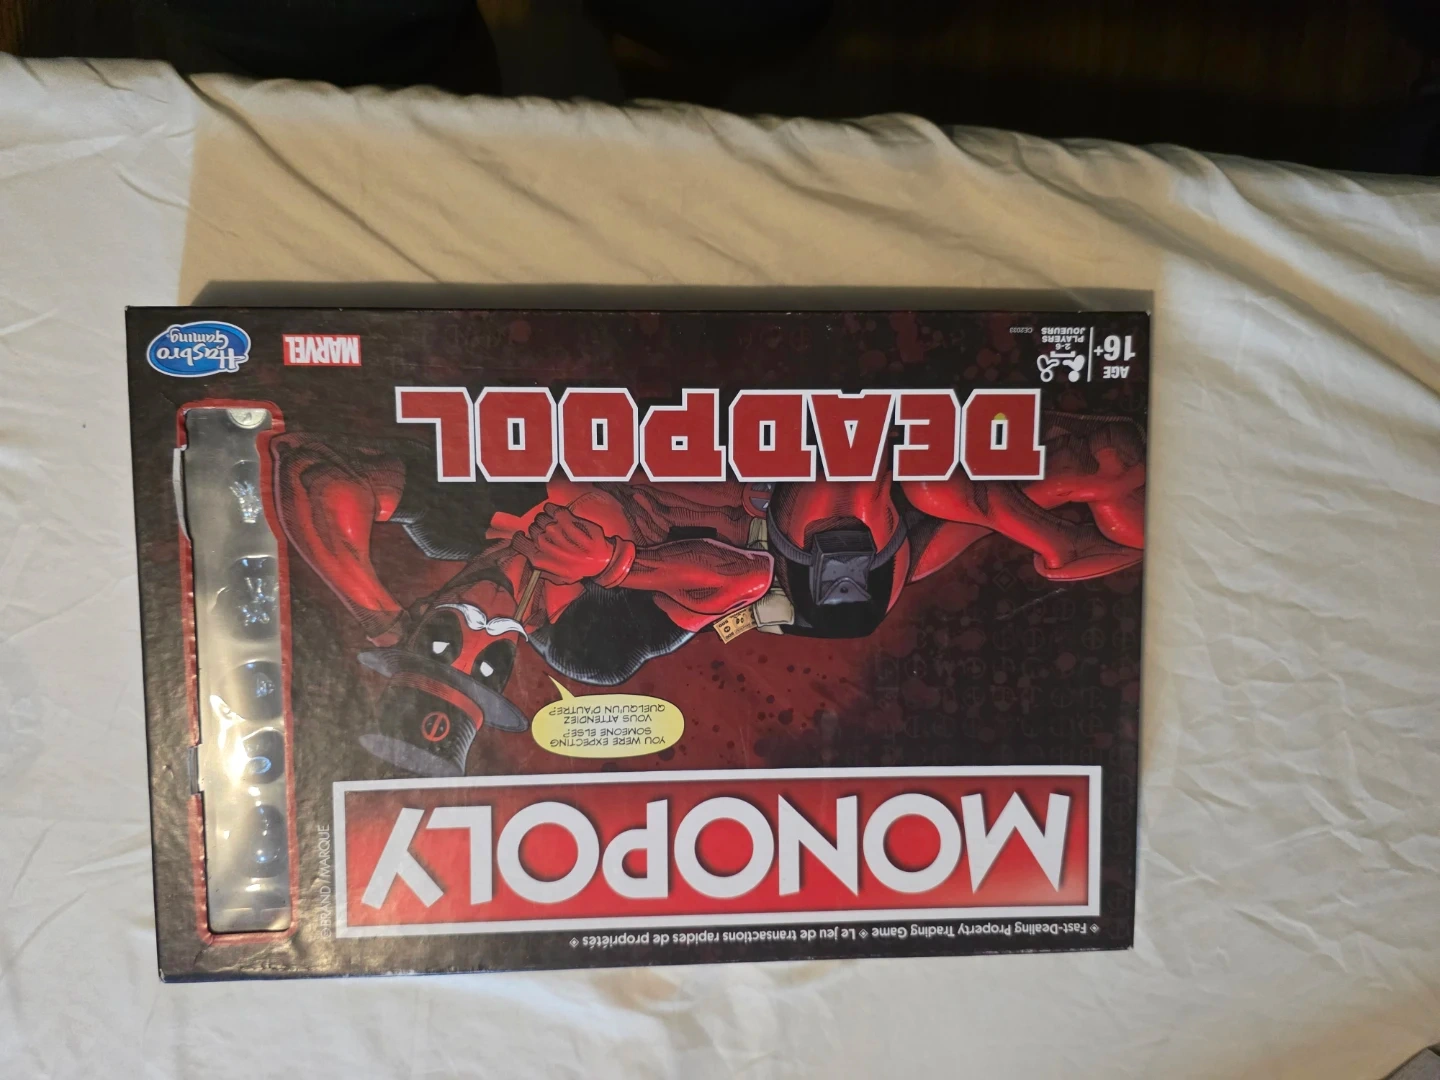 ◈ Fast-Dealing Property Trading Game ◈ Le jeu de transactions rapides de propriétés ◈
MONOPOLY
BRAND / MARQUE
YOU WERE EXPECTING
SOMEONE ELSE?
VOUS ATTENDIEZ
QUELQU'UN D'AUTRE?
DEADPOOL
AGE
16+
2-6
PLAYERS
JOUEURS
CE2033
MARVEL
Hasbro
Gaming